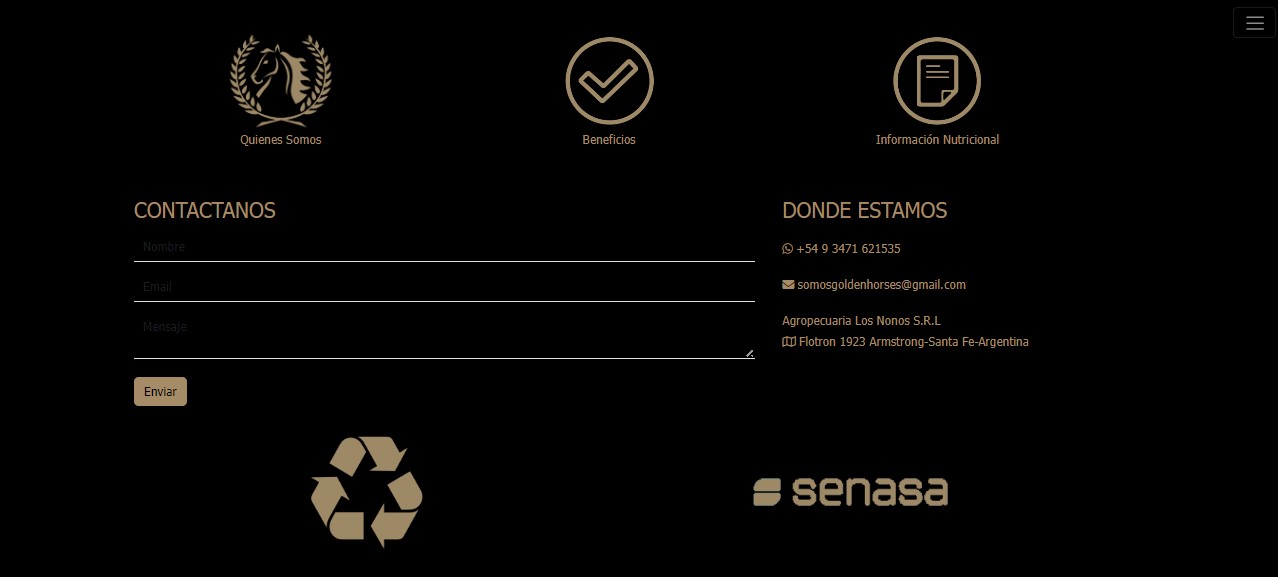 Quienes Somos
Beneficios
Información Nutricional
CONTACTANOS
Nombre
Email
Mensaje
Enviar
DONDE ESTAMOS
+54 9 3471 621535
somosgoldenhorses@gmail.com
Agropecuaria Los Nonos S.R.L
Flotron 1923 Armstrong-Santa Fe-Argentina
senasa